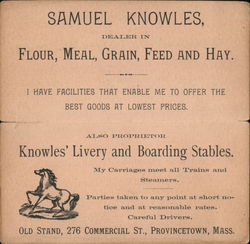 SAMUEL KNOWLES,
DEALER IN
FLOUR, MEAL, GRAIN, FEED AND HAY.
I HAVE FACILITIES THAT ENABLE ME TO OFFER THE
BEST GOODS AT LOWEST PRICES.
ALSO PROPRIETOR
Knowles' Livery and Boarding Stables.
My Carriages meet all Trains and
Steamers.
Parties taken to any point at short no-
tice and at reasonable rates.
Careful Drivers.
OLD STAND, 276 COMMERCIAL ST., PROVINCETOWN, MASS.